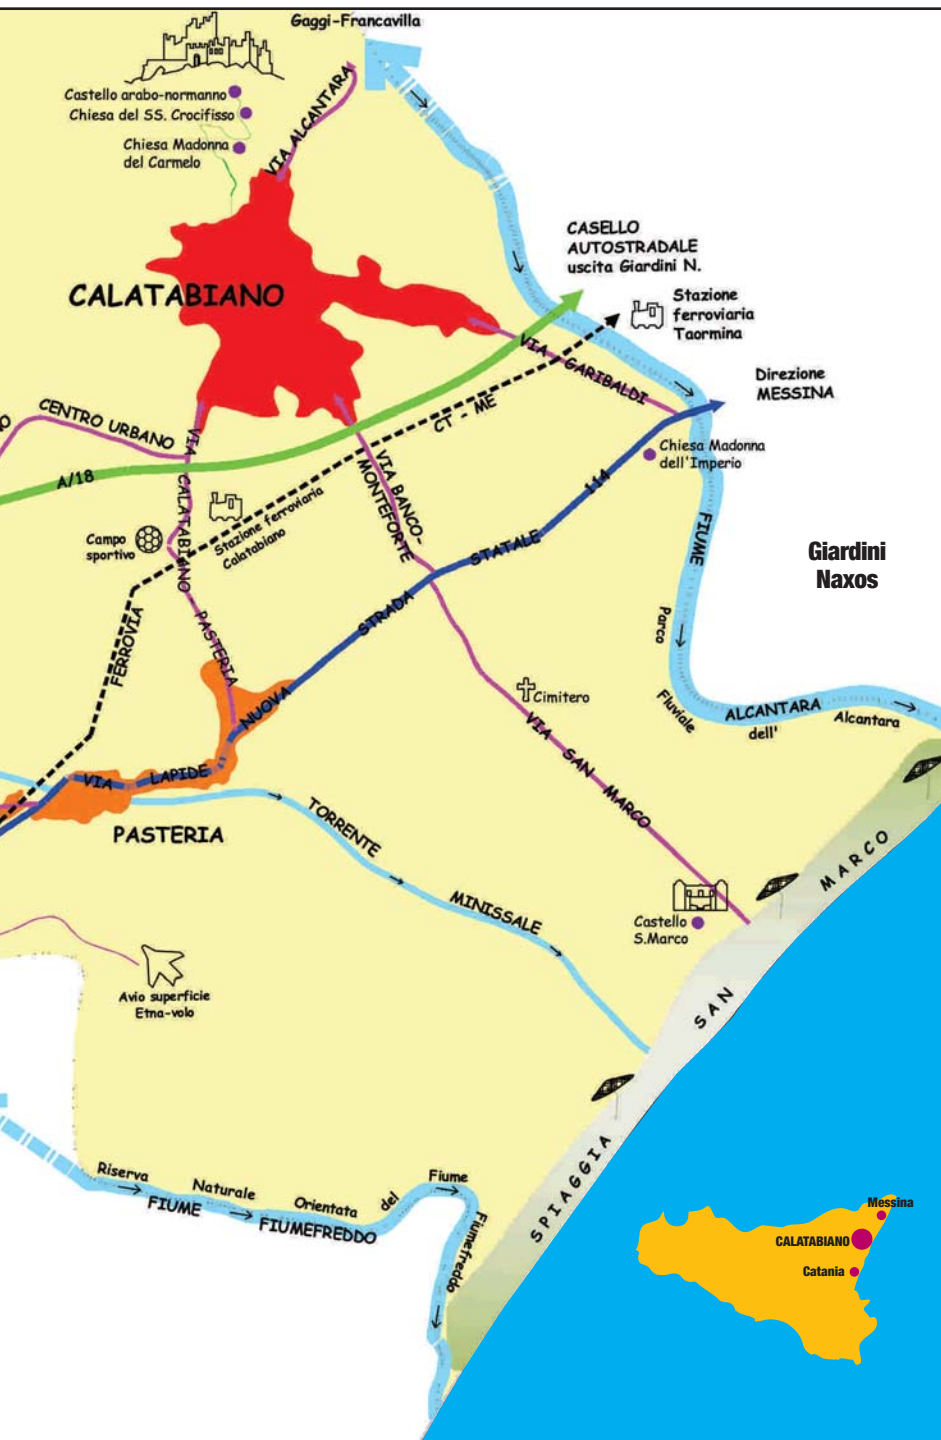 Gaggi-Francavilla
Castello arabo-normanno
Chiesa del SS. Crocifisso
Chiesa Madonna
del Carmelo
VIA ALCANTARA
CASELLO
AUTOSTRADALE
uscita Giardini N.
CALATABIANO
Stazione
ferroviaria
Taormina
VIA GARIBALDI
Direzione
MESSINA
CENTRO URBANO
CT - ME
Chiesa Madonna
dell'Imperio
A/18
VIA CALATABIANO - PASTERIA
VIA BANCO-
MONTEFORTE
Stazione ferroviaria
Calatabiano
Campo
sportivo
NUOVA STRADA STATALE 114
FIUME ALCANTARA
Giardini
Naxos
FERROVIA
Parco Fluviale dell' Alcantara
Cimitero
VIA SAN MARCO
VIA LAPIDE
PASTERIA
TORRENTE MINISSALE
Castello
S.Marco
SPIAGGIA SAN MARCO
Avio superficie
Etna-volo
Riserva Naturale Orientata del Fiume Fiumefreddo
FIUME FIUMEFREDDO
Messina
CALATABIANO
Catania